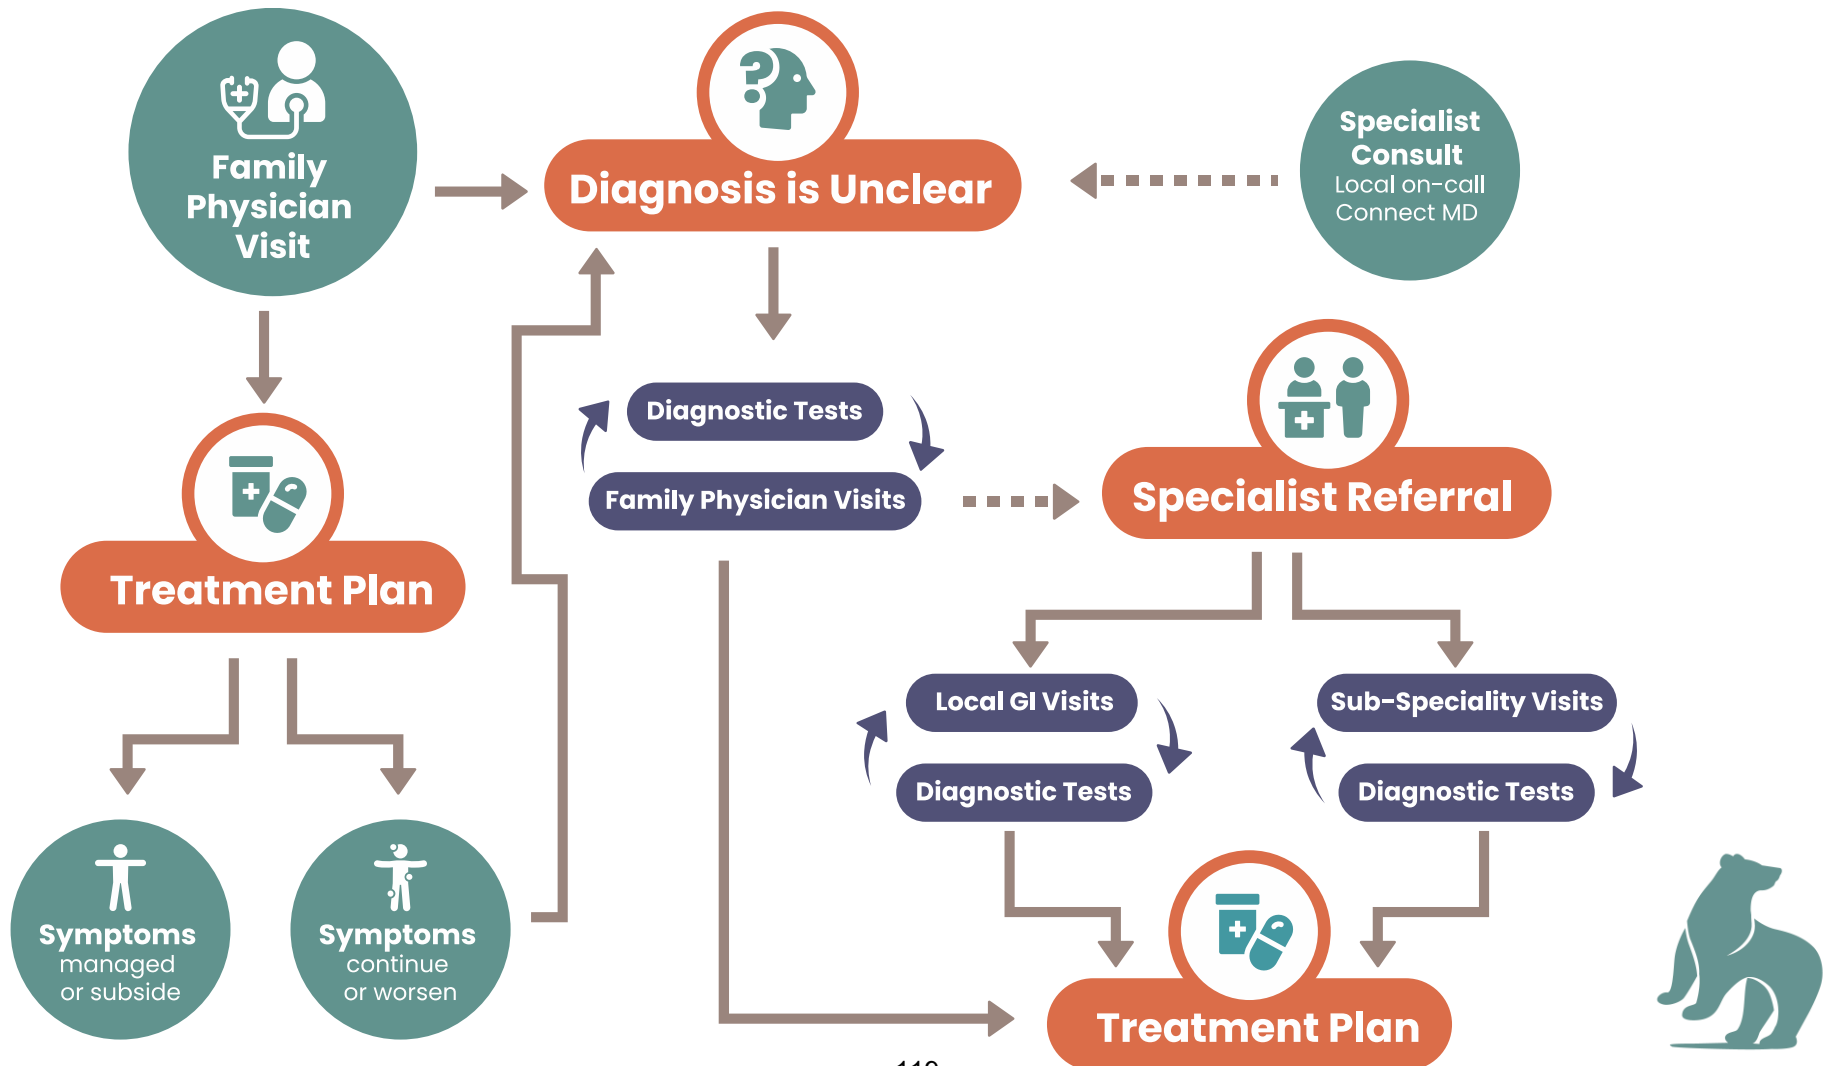 Family
Physician
Visit
Diagnosis is Unclear
Specialist
Consult
Local on-call
Connect MD
Diagnostic Tests
Family Physician Visits
Specialist Referral
Treatment Plan
Local GI Visits
Diagnostic Tests
Sub-Speciality Visits
Diagnostic Tests
Symptoms
managed
or subside
Symptoms
continue
or worsen
Treatment Plan